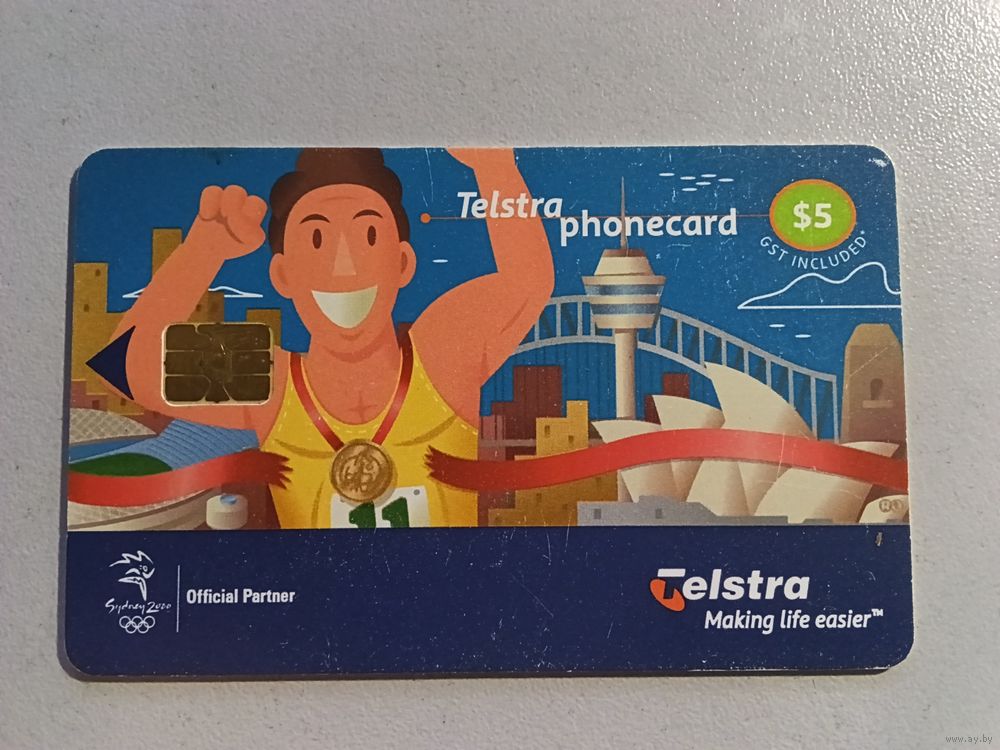 Telstra
phonecard
$5
GST INCLUDED*
11
Sydney 2000
Official Partner
Telstra
Making life easier™
www.ay.by